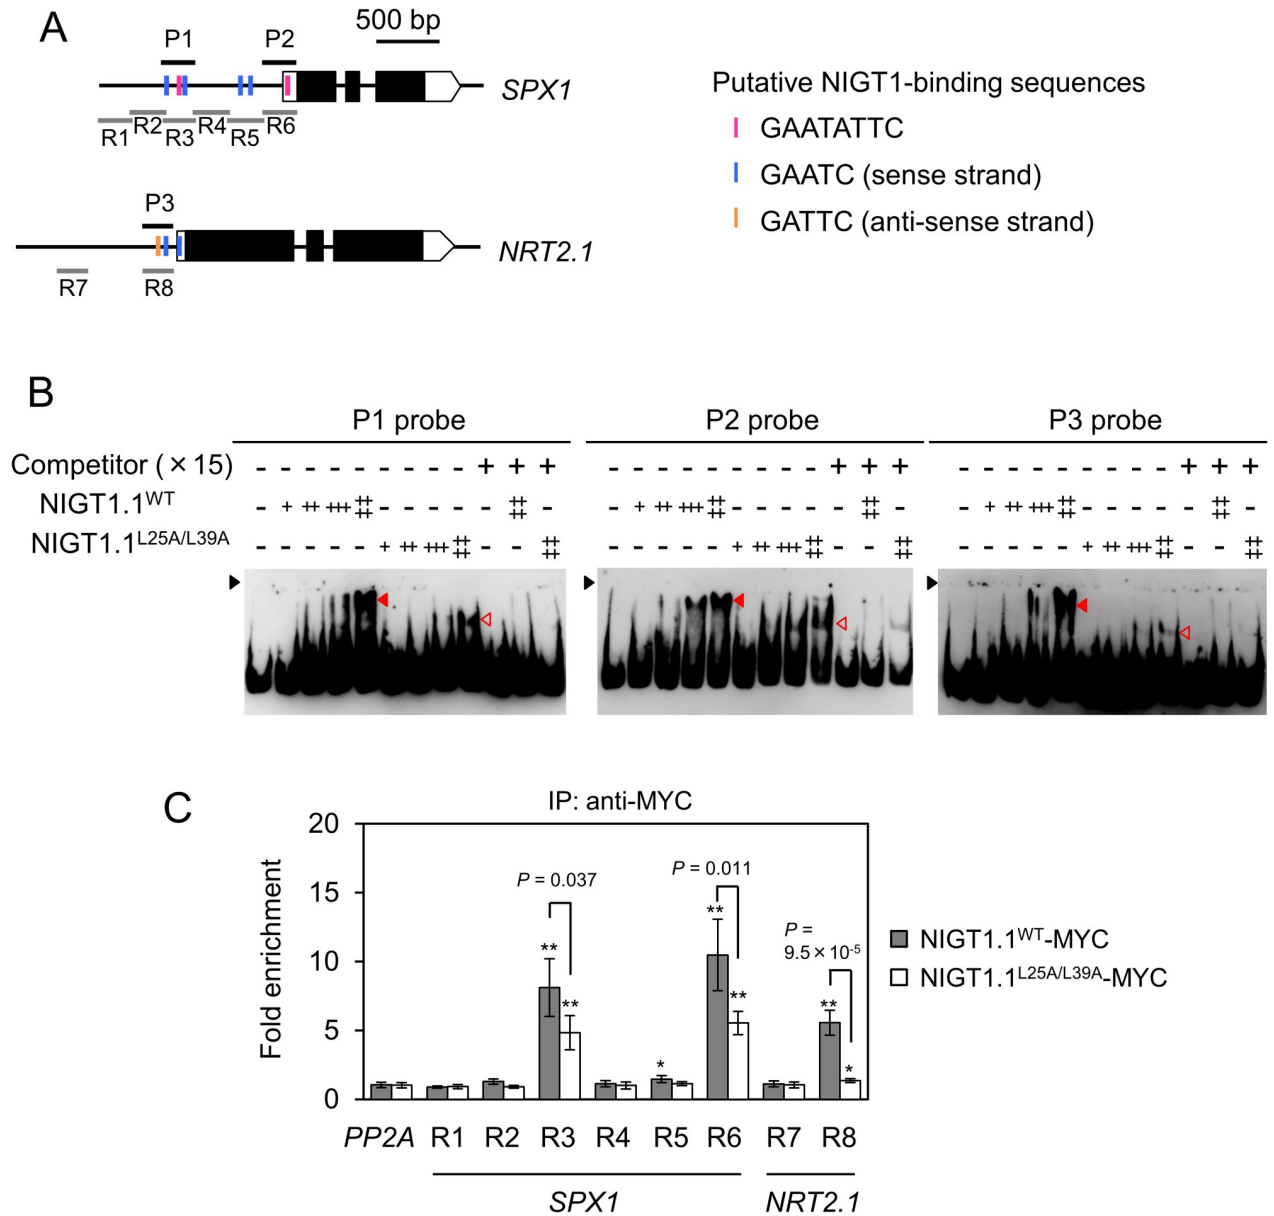 A
P1
P2
500 bp
SPX1
R1 R2 R3 R4 R5 R6
P3
NRT2.1
R7 R8
Putative NIGT1-binding sequences
GAATATTC
GAATC (sense strand)
GATTC (anti-sense strand)
B
P1 probe P2 probe P3 probe
Competitor (×15) - - - - - - - - - + + + - - - - - - - - - + + + - - - - - - - - - + + +
NIGT1.1WT - + ++ +++ ++++ - - - - - ++++ - - + ++ +++ ++++ - - - - - ++++ - - + ++ +++ ++++ - - - - - ++++ -
NIGT1.1L25A/L39A - - - - - + ++ +++ ++++ - - ++++ - - - - - + ++ +++ ++++ - - ++++ - - - - - + ++ +++ ++++ - - ++++
C
IP: anti-MYC
Fold enrichment
20
15
10
5
0
P = 0.037
P = 0.011
P =
9.5×10-5
** ** * ** ** ** *
NIGT1.1WT-MYC
NIGT1.1L25A/L39A-MYC
PP2A R1 R2 R3 R4 R5 R6 R7 R8
SPX1 NRT2.1